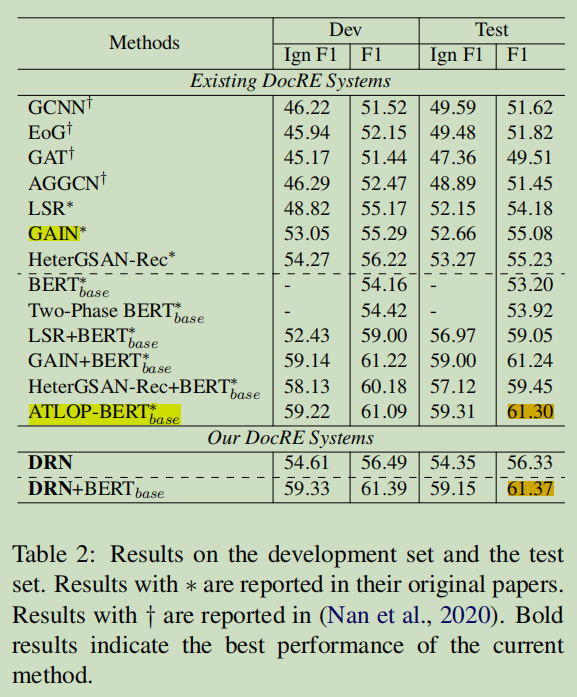 Methods Dev Test
Ign F1 F1 Ign F1 F1
Existing DocRE Systems
GCNN† 46.22 51.52 49.59 51.62
EoG† 45.94 52.15 49.48 51.82
GAT† 45.17 51.44 47.36 49.51
AGGCN† 46.29 52.47 48.89 51.45
LSR* 48.82 55.17 52.15 54.18
GAIN* 53.05 55.29 52.66 55.08
HeterGSAN-Rec* 54.27 56.22 53.27 55.23
BERT*base - 54.16 - 53.20
Two-Phase BERT*base - 54.42 - 53.92
LSR+BERT*base 52.43 59.00 56.97 59.05
GAIN+BERT*base 59.14 61.22 59.00 61.24
HeterGSAN-Rec+BERT*base 58.13 60.18 57.12 59.45
ATLOP-BERT*base 59.22 61.09 59.31 61.30
Our DocRE Systems
DRN 54.61 56.49 54.35 56.33
DRN+BERTbase 59.33 61.39 59.15 61.37
Table 2: Results on the development set and the test
set. Results with ∗ are reported in their original papers.
Results with † are reported in (Nan et al., 2020). Bold
results indicate the best performance of the current
method.